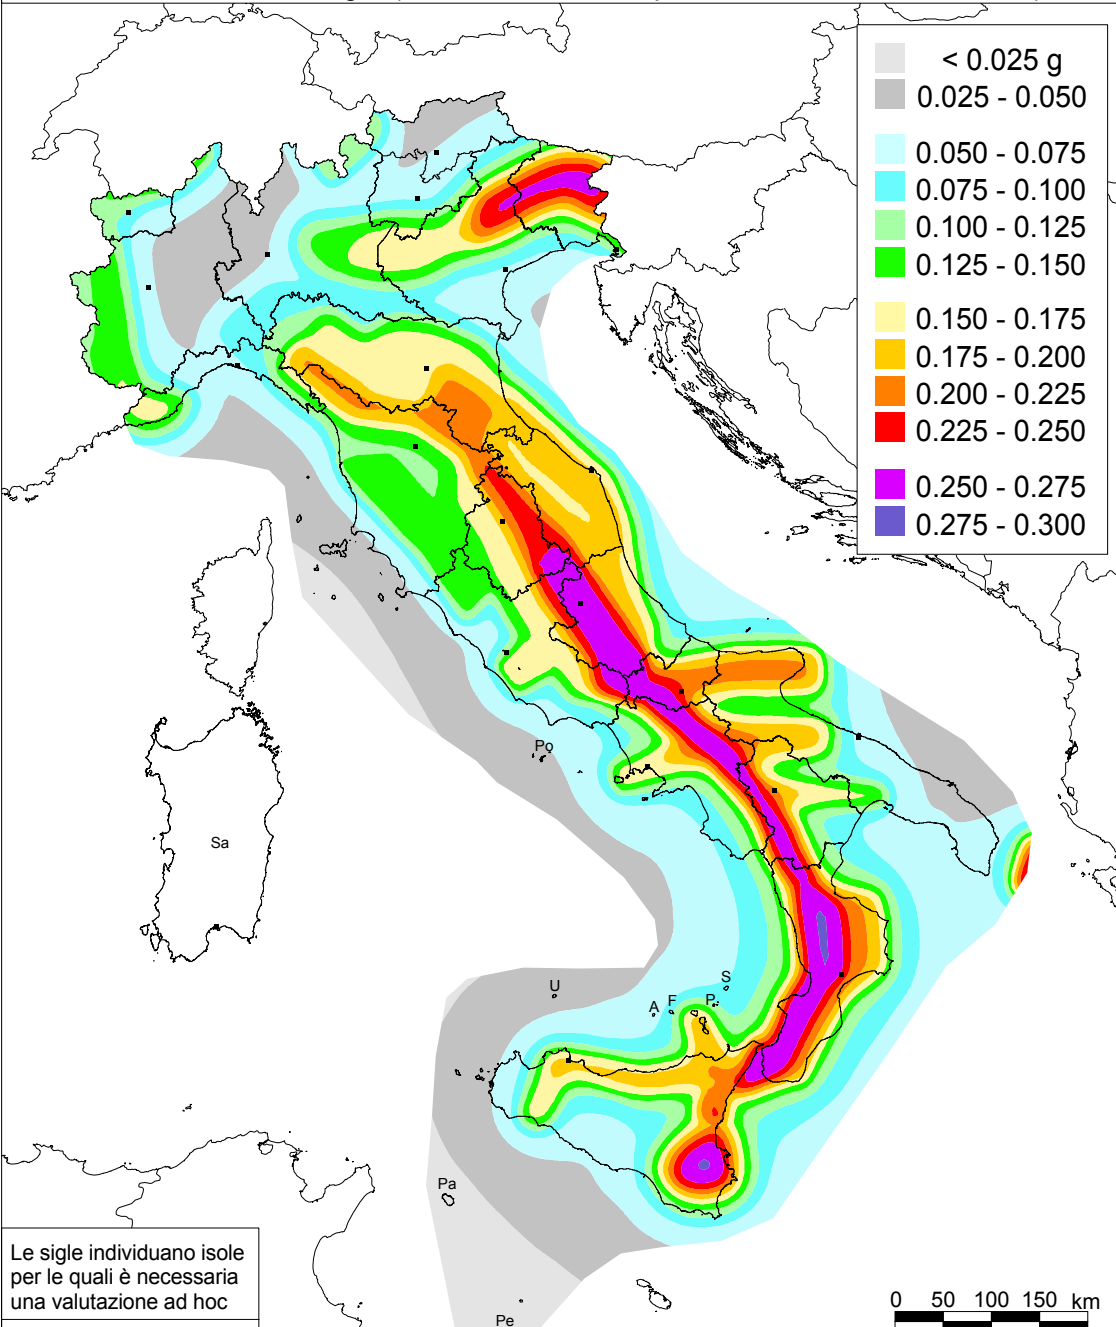 < 0.025 g
0.025 - 0.050
0.050 - 0.075
0.075 - 0.100
0.100 - 0.125
0.125 - 0.150
0.150 - 0.175
0.175 - 0.200
0.200 - 0.225
0.225 - 0.250
0.250 - 0.275
0.275 - 0.300
Po
Sa
U
A
F
P
S
Pa
Pe
Le sigle individuano isole
per le quali è necessaria
una valutazione ad hoc
0 50 100 150 km